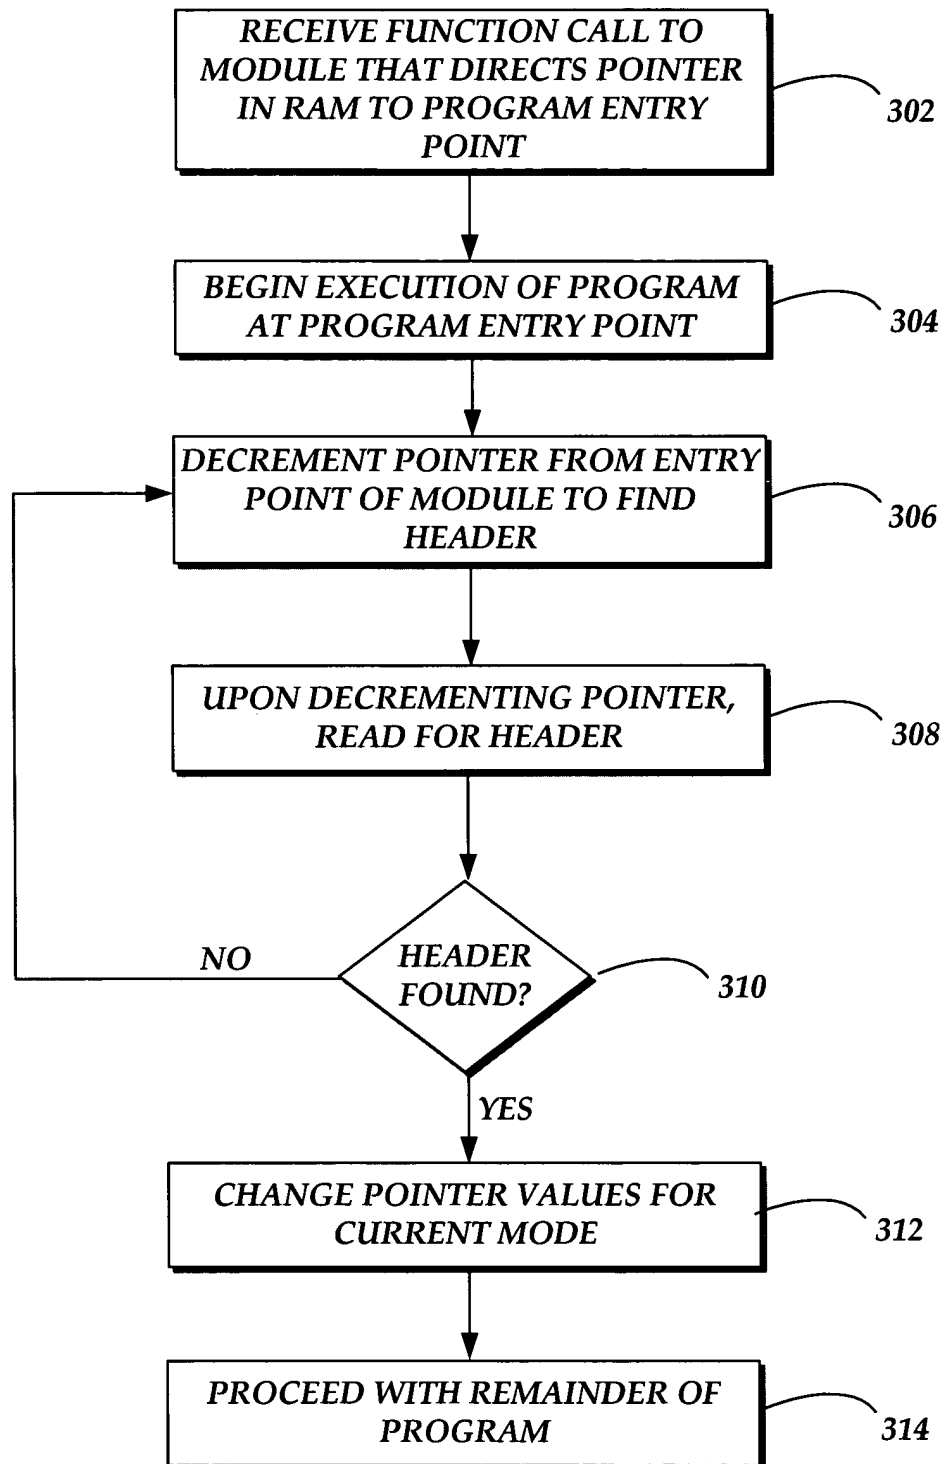 RECEIVE FUNCTION CALL TO
MODULE THAT DIRECTS POINTER
IN RAM TO PROGRAM ENTRY
POINT
302
BEGIN EXECUTION OF PROGRAM
AT PROGRAM ENTRY POINT
304
DECREMENT POINTER FROM ENTRY
POINT OF MODULE TO FIND
HEADER
306
UPON DECREMENTING POINTER,
READ FOR HEADER
308
NO
HEADER
FOUND?
310
YES
CHANGE POINTER VALUES FOR
CURRENT MODE
312
PROCEED WITH REMAINDER OF
PROGRAM
314